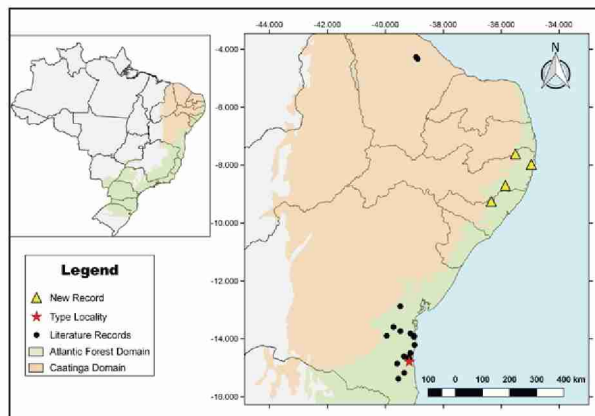 -44.000 -42.000 -40.000 -38.000 -36.000 -34.000
-4.000
N
-6.000
-8.000
-10.000
-12.000
-14.000
-16.000
Legend
New Record
Type Locality
Literature Records
Atlantic Forest Domain
Caatinga Domain
100 0 100 200 300 400 km